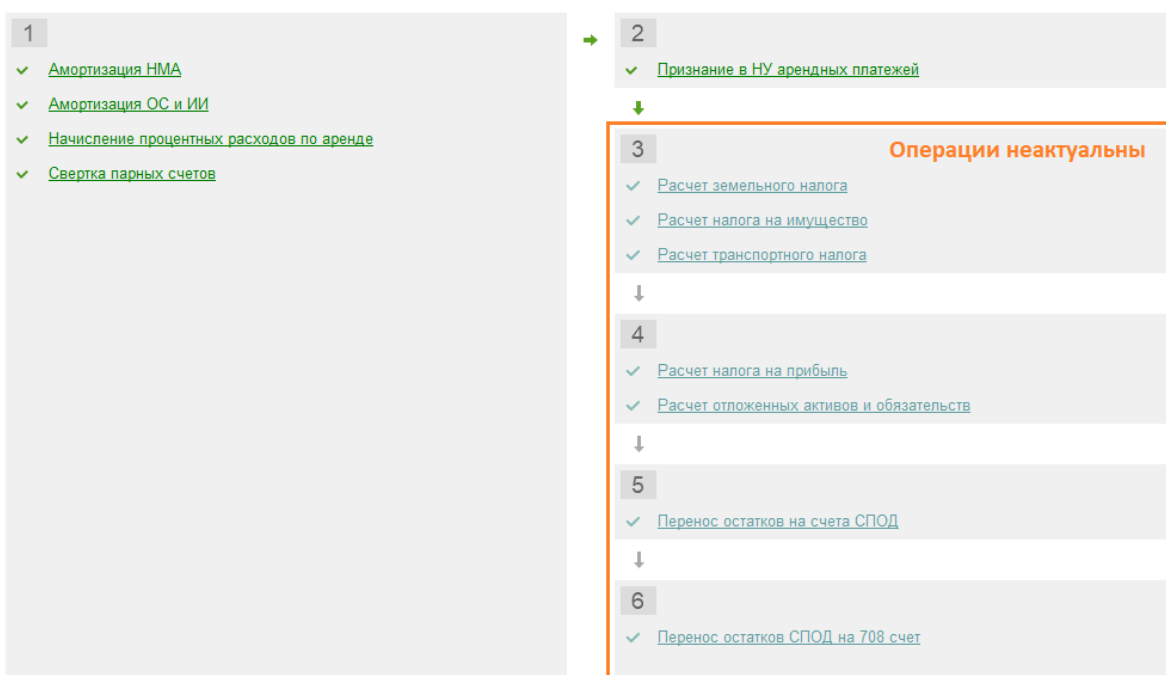 1
Амортизация НМА
Амортизация ОС и ИИ
Начисление процентных расходов по аренде
Свертка парных счетов
2
Признание в НУ арендных платежей
3
Операции неактуальны
Расчет земельного налога
Расчет налога на имущество
Расчет транспортного налога
4
Расчет налога на прибыль
Расчет отложенных активов и обязательств
5
Перенос остатков на счета СПОД
6
Перенос остатков СПОД на 708 счет